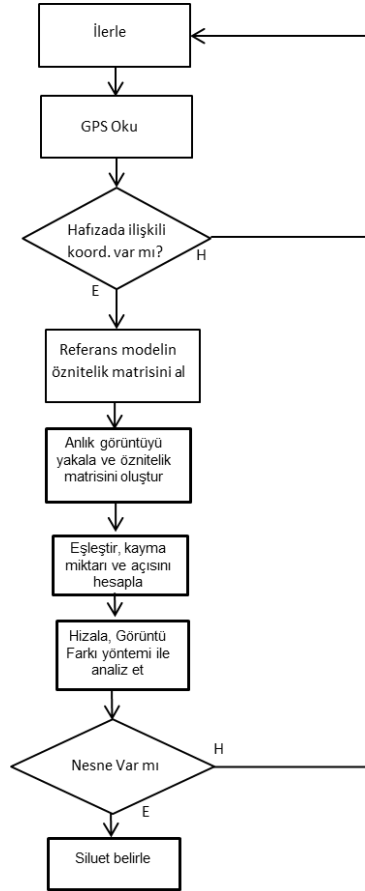 İlerle
GPS Oku
Hafızada ilişkili
koord. var mı?
H
E
Referans modelin
öznitelik matrisini al
Anlık görüntüyü
yakala ve öznitelik
matrisini oluştur
Eşleştir, kayma
miktarı ve açısını
hesapla
Hizala, Görüntü
Farkı yöntemi ile
analiz et
H
Nesne Var mı
E
Siluet belirle